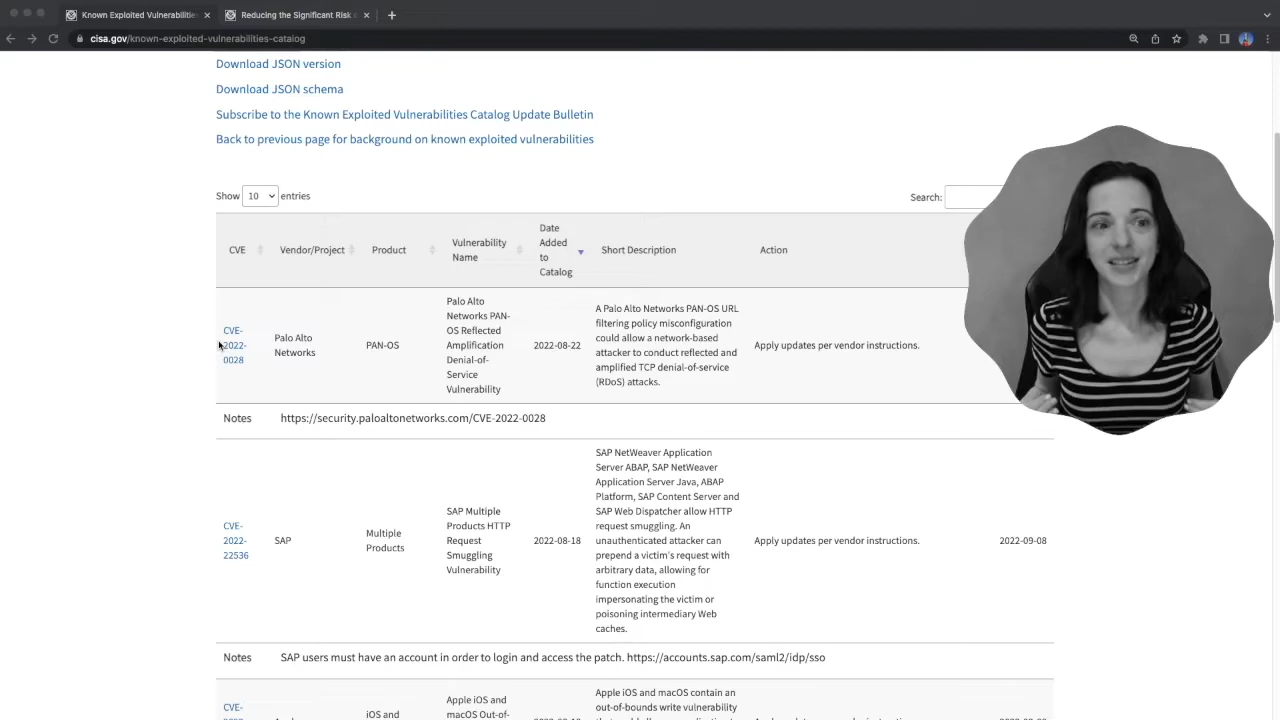 Known Exploited Vulnerabilities
Reducing the Significant Risk
cisa.gov/known-exploited-vulnerabilities-catalog
Download JSON version
Download JSON schema
Subscribe to the Known Exploited Vulnerabilities Catalog Update Bulletin
Back to previous page for background on known exploited vulnerabilities
Show 10 entries
Search:
CVE
Vendor/Project
Product
Vulnerability
Name
Date
Added
to
Catalog
Short Description
Action
CVE-
2022-
0028
Palo Alto
Networks
PAN-OS
Palo Alto
Networks PAN-
OS Reflected
Amplification
Denial-of-
Service
Vulnerability
2022-08-22
A Palo Alto Networks PAN-OS URL
filtering policy misconfiguration
could allow a network-based
attacker to conduct reflected and
amplified TCP denial-of-service
(RDoS) attacks.
Apply updates per vendor instructions.
Notes
https://security.paloaltonetworks.com/CVE-2022-0028
CVE-
2022-
22536
SAP
Multiple
Products
SAP Multiple
Products HTTP
Request
Smuggling
Vulnerability
2022-08-18
SAP NetWeaver Application
Server ABAP, SAP NetWeaver
Application Server Java, ABAP
Platform, SAP Content Server and
SAP Web Dispatcher allow HTTP
request smuggling. An
unauthenticated attacker can
prepend a victim's request with
arbitrary data, allowing for
function execution
impersonating the victim or
poisoning intermediary Web
caches.
Apply updates per vendor instructions.
2022-09-08
Notes
SAP users must have an account in order to login and access the patch. https://accounts.sap.com/saml2/idp/sso
CVE-
iOS and
Apple iOS and
macOS Out-of-
Apple iOS and macOS contain an
out-of-bounds write vulnerability